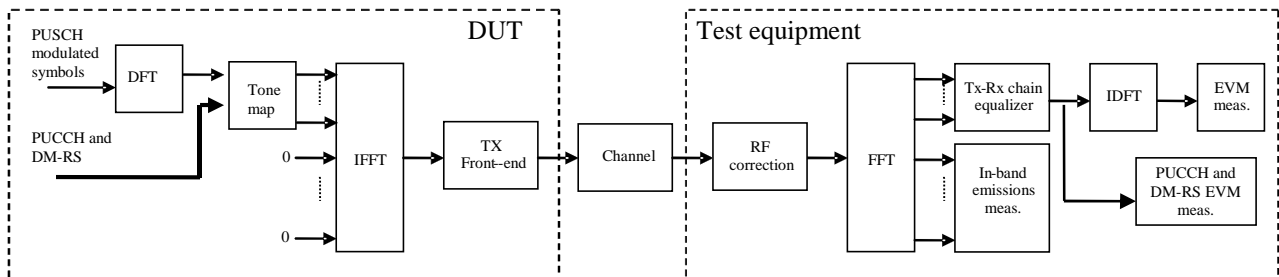 DUT
Test equipment
PUSCH
modulated
symbols
DFT
Tone
map
PUCCH and
DM-RS
0
0
IFFT
TX
Front--end
Channel
RF
correction
FFT
Tx-Rx chain
equalizer
IDFT
EVM
meas.
In-band
emissions
meas.
PUCCH and
DM-RS EVM
meas.